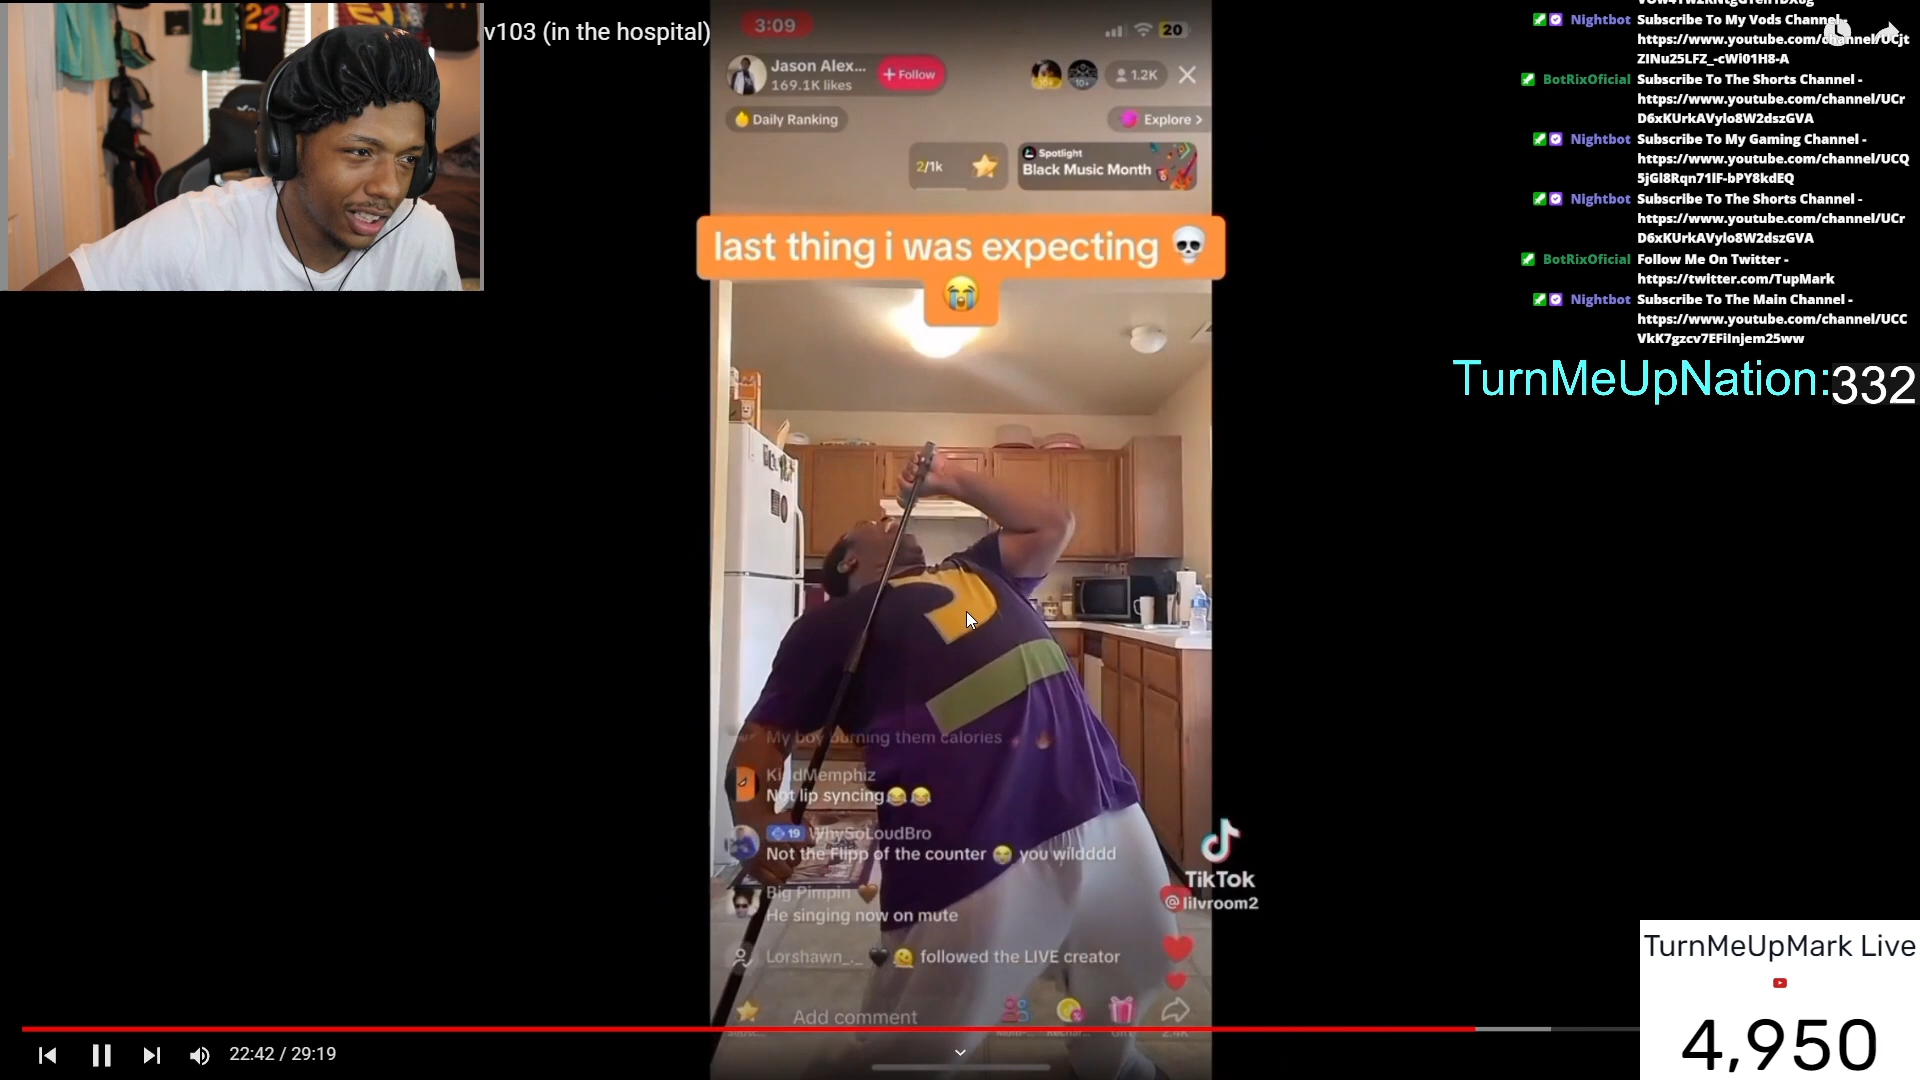 11
22
v103 (in the hospital)
3:09
20
Jason Alex...
169.1K likes
+ Follow
10+
10+
1.2K
Daily Ranking
Explore >
2/1k
Spotlight
Black Music Month
last thing i was expecting 💀
😭
My boy burning them calories
KindMemphiz
Not lip syncing😂😂
19 WhySoLoudBro
Not the Flipp of the counter 😭 you wildddd
Big Pimpin 🤎
He singing now on mute
Lorshawn_._ 🖤🫠 followed the LIVE creator
Add comment
TikTok
@lilvroom2
22:42 / 29:19
Nightbot Subscribe To My Vods Channel-
ZINu25LFZ_-cWi01H8-A
BotRixOficial Subscribe To The Shorts Channel -
https://www.youtube.com/channel/UCr
D6xKUrkAVylo8W2dszGVA
Nightbot Subscribe To My Gaming Channel -
https://www.youtube.com/channel/UCQ
5jGl8Rqn71lF-bPY8kdEQ
Nightbot Subscribe To The Shorts Channel -
https://www.youtube.com/channel/UCr
D6xKUrkAVylo8W2dszGVA
BotRixOficial Follow Me On Twitter -
https://twitter.com/TupMark
Nightbot Subscribe To The Main Channel -
https://www.youtube.com/channel/UCC
VkK7gzcv7EFiInjem25ww
TurnMeUpNation:332
TurnMeUpMark Live
4,950